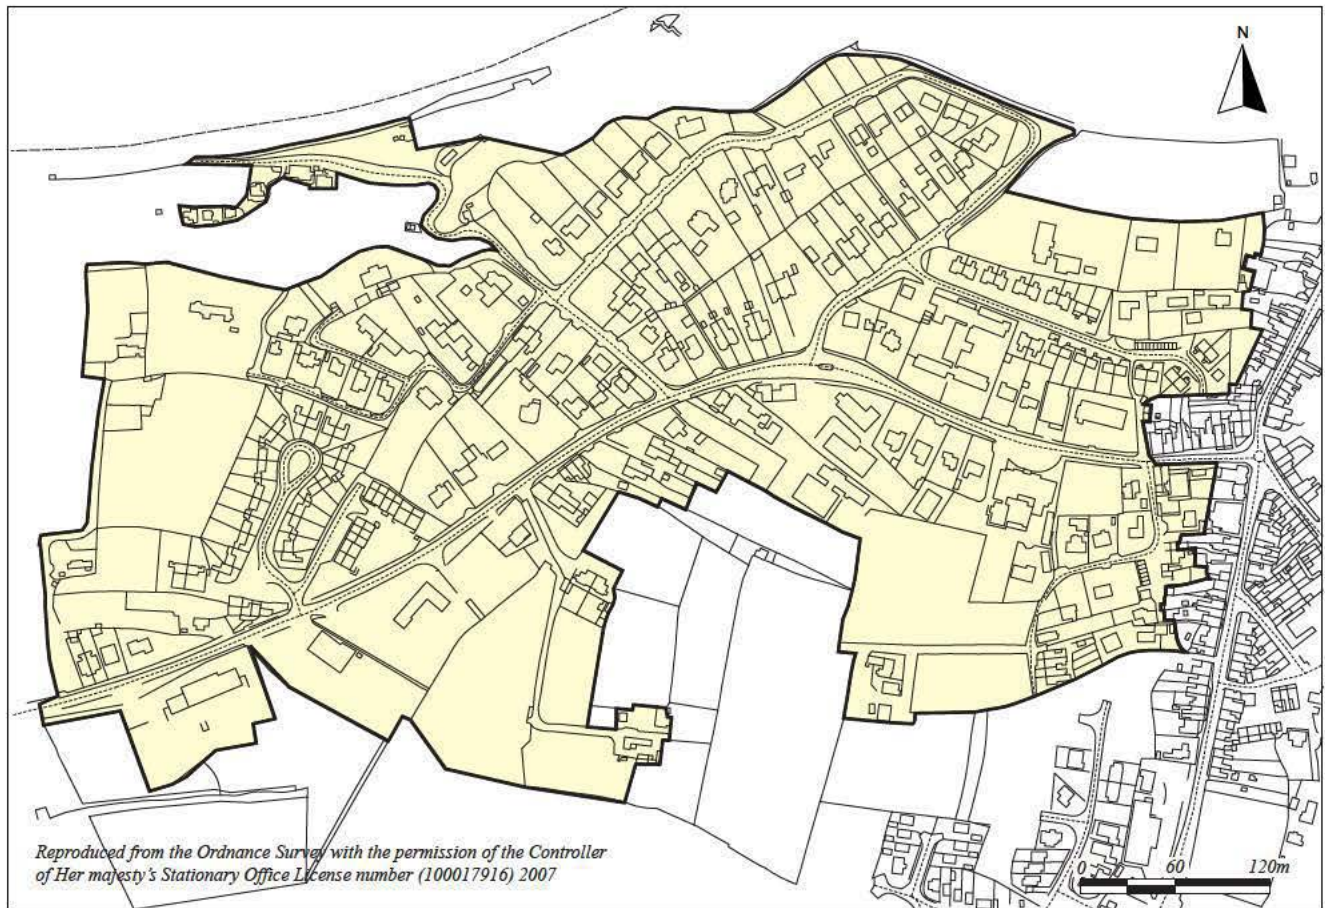 N
Reproduced from the Ordnance Survey with the permission of the Controller
of Her majesty's Stationary Office License number (100017916) 2007
0 60 120m